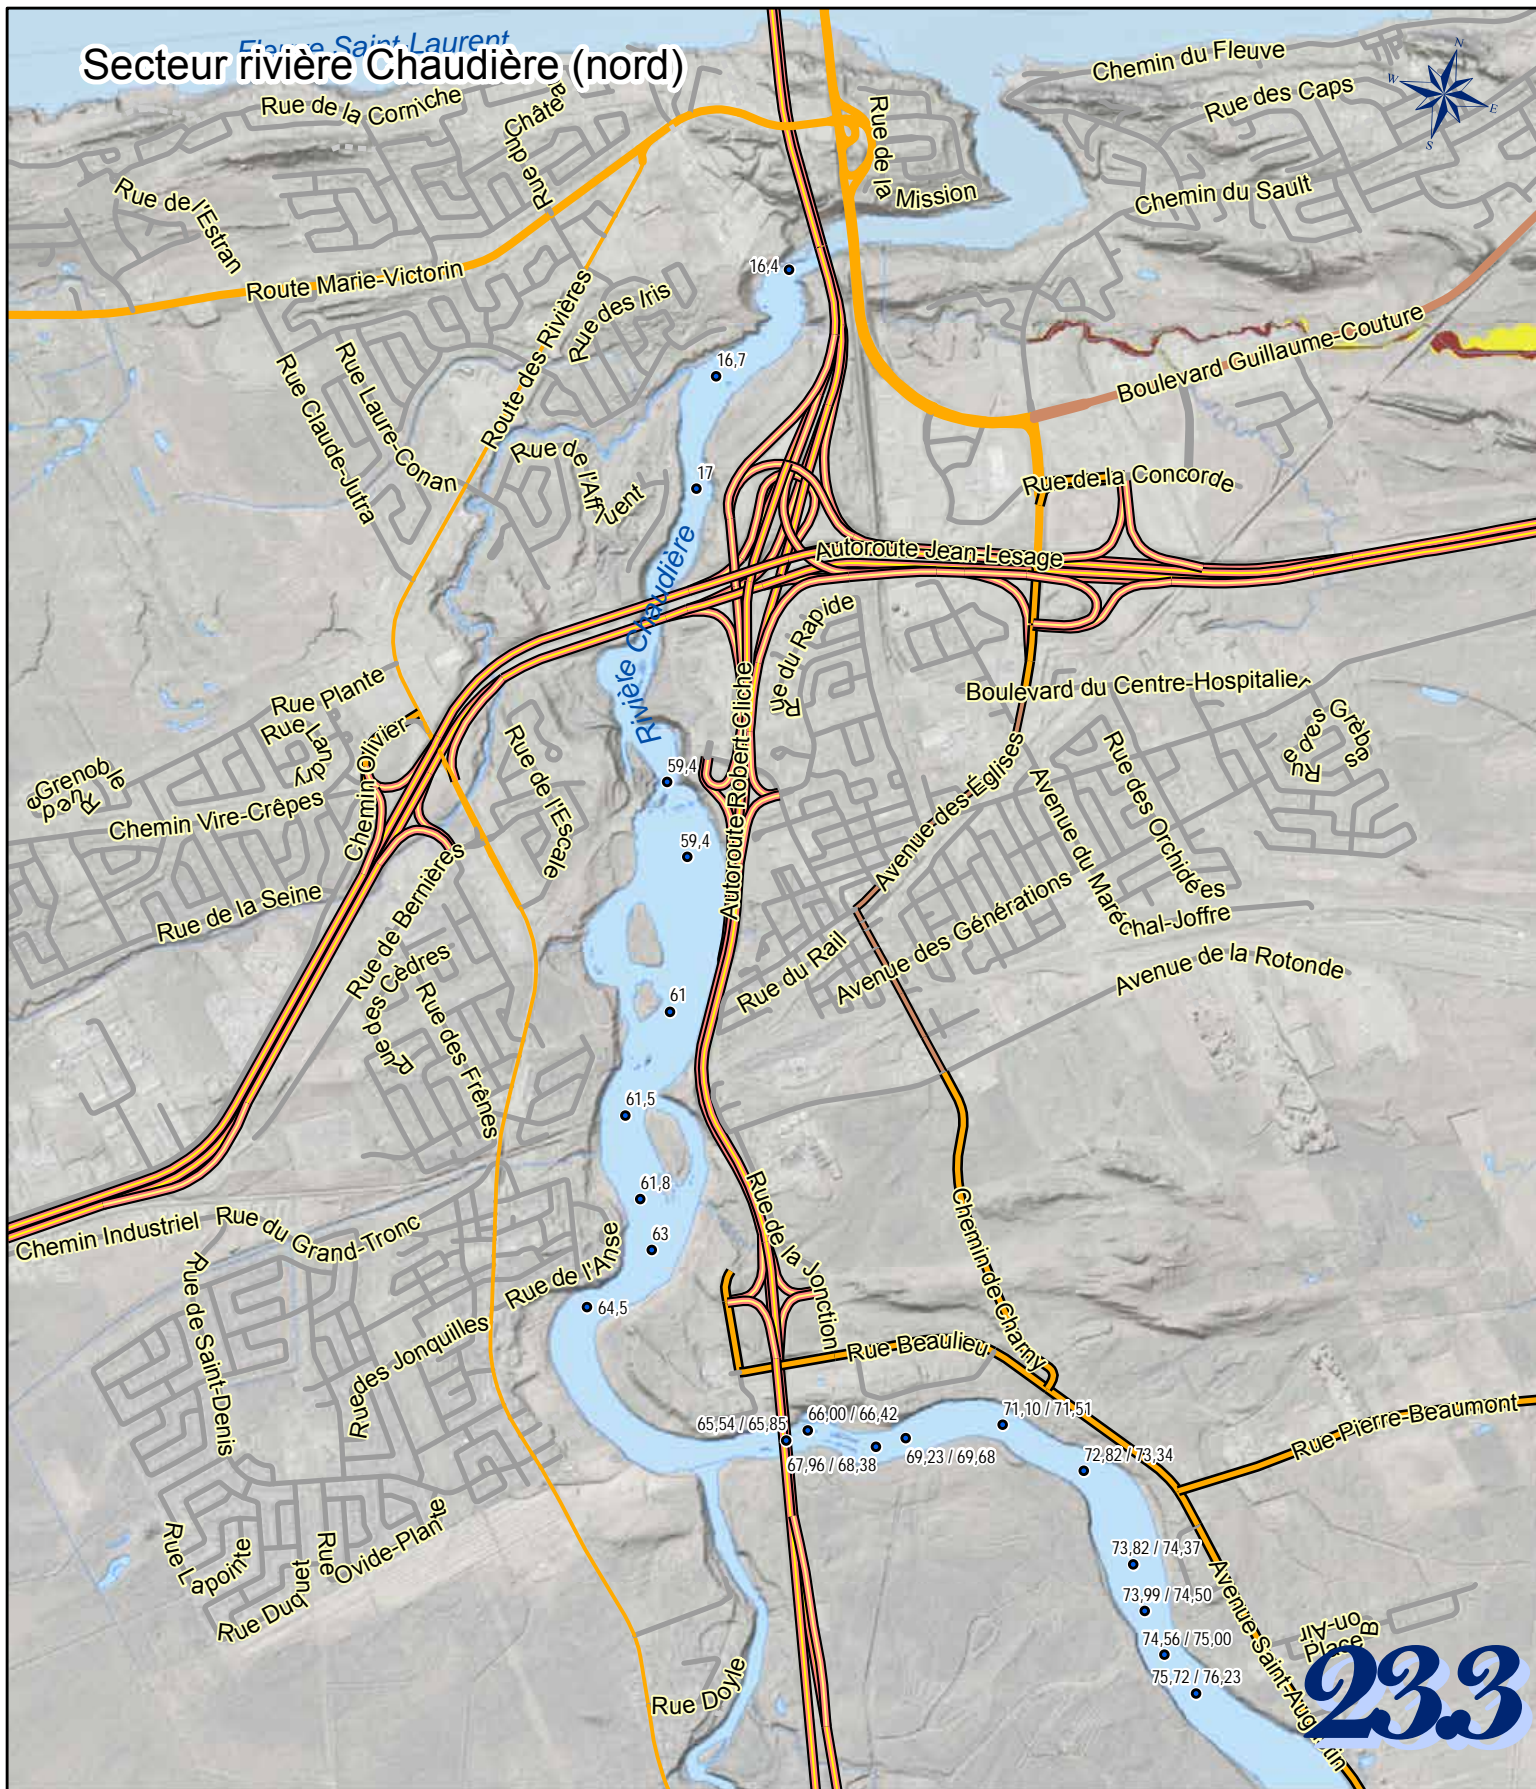 Fleuve Saint-Laurent
Secteur rivière Chaudière (nord)
Chemin du Fleuve
N
W
E
S
Rue des Caps
Rue de la Corniche
Rue du Châtea
Rue de la Mission
Rue de l'Estran
Chemin du Sault
Route Marie-Victorin
16,4
Rue des Iris
Route des Rivières
Boulevard Guillaume-Couture
16,7
Rue Laure-Conan
Rue Claude-Jutra
Rue de l'Affluent
17
Rue de la Concorde
Rivière Chaudière
Autoroute Jean-Lesage
Rue du Rapide
Rue Plante
Boulevard du Centre-Hospitalier
Rue Landry
Chemin Olivier
Rue des Grèbes
Autoroute Robert-Cliche
Rue de l'Escale
Avenue des Églises
Rue des Orchidées
Avenue du Maréchal-Joffre
59,4
Rue de Grenoble
Chemin Vire-Crêpes
59,4
Rue de Bernières
Rue de la Seine
Avenue des Générations
Rue du Rail
Avenue de la Rotonde
Rue des Cèdres
Rue des Frênes
61
61,5
61,8
Rue de la Jonction
Chemin de Charny
Chemin Industriel
Rue du Grand-Tronc
63
Rue de l'Anse
64,5
Rue de Saint-Denis
Rue des Jonquilles
Rue Beaulieu
65,54 / 65,85
66,00 / 66,42
71,10 / 71,51
Rue Pierre-Beaumont
67,96 / 68,38
69,23 / 69,68
72,82 / 73,34
Rue Lapointe
Rue Duquet
Rue Ovide-Plante
73,82 / 74,37
73,99 / 74,50
Avenue Saint-Augustin
74,56 / 75,00
Place Bon-Air
75,72 / 76,23
Rue Doyle
23.3